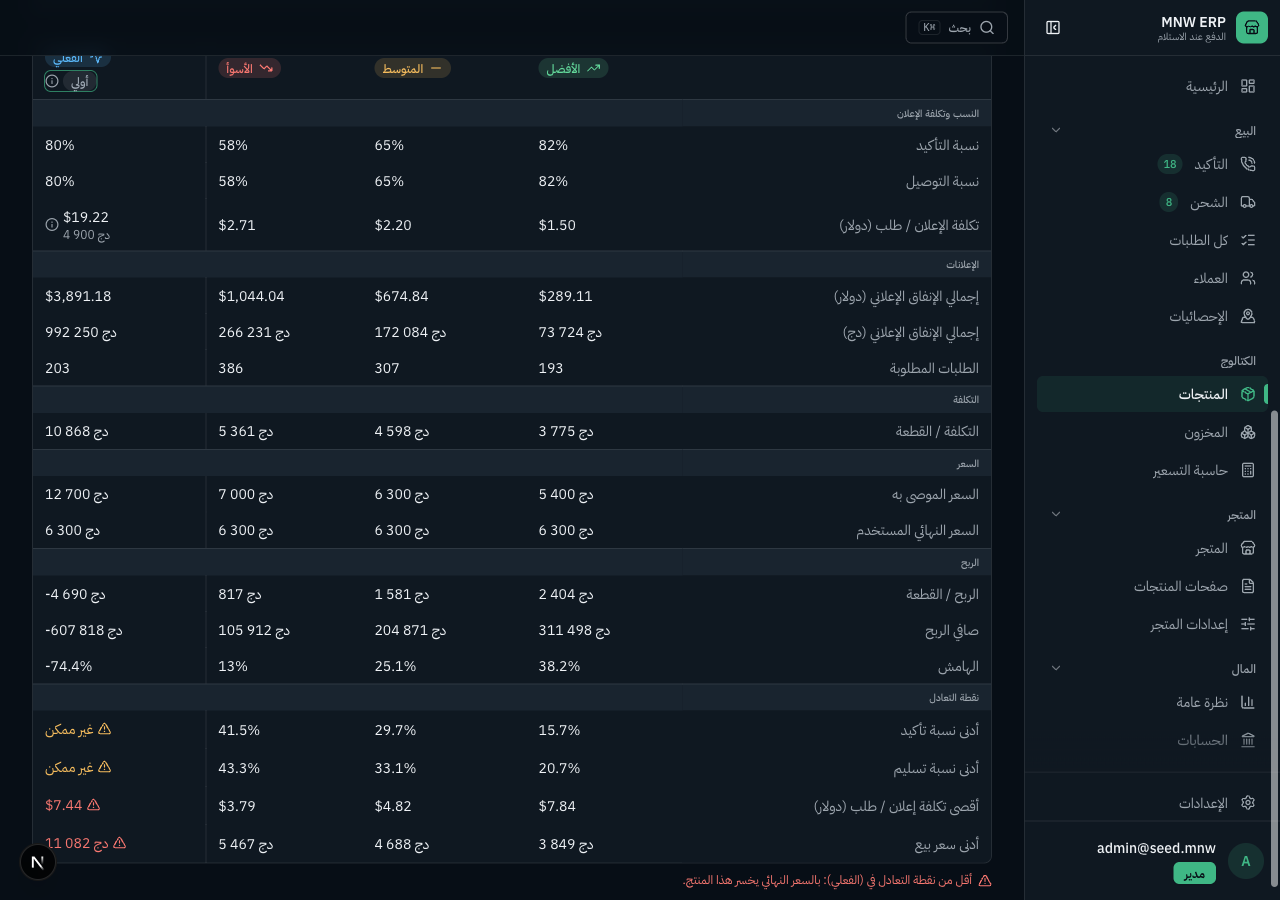 MNW ERP
الدفع عند الاستلام
بحث ⌘K
الرئيسية
البيع
التأكيد 18
الشحن 8
كل الطلبات
العملاء
الإحصائيات
الكتالوج
المنتجات
المخزون
حاسبة التسعير
المتجر
المتجر
صفحات المنتجات
إعدادات المتجر
المال
نظرة عامة
الحسابات
الإعدادات
admin@seed.mnw
مدير
A
الأفضل المتوسط الأسوأ الفعلي
أولي
النسب وتكلفة الإعلان
نسبة التأكيد 82% 65% 58% 80%
نسبة التوصيل 82% 65% 58% 80%
تكلفة الإعلان / طلب (دولار) $1.50 $2.20 $2.71 $19.22
4 900 دج
الإعلانات
إجمالي الإنفاق الإعلاني (دولار) $289.11 $674.84 $1,044.04 $3,891.18
إجمالي الإنفاق الإعلاني (دج) 73 724 دج 172 084 دج 266 231 دج 992 250 دج
الطلبات المطلوبة 193 307 386 203
التكلفة
التكلفة / القطعة 3 775 دج 4 598 دج 5 361 دج 10 868 دج
السعر
السعر الموصى به 5 400 دج 6 300 دج 7 000 دج 12 700 دج
السعر النهائي المستخدم 6 300 دج 6 300 دج 6 300 دج 6 300 دج
الربح
الربح / القطعة 2 404 دج 1 581 دج 817 دج -4 690 دج
صافي الربح 311 498 دج 204 871 دج 105 912 دج -607 818 دج
الهامش 38.2% 25.1% 13% -74.4%
نقطة التعادل
أدنى نسبة تأكيد 15.7% 29.7% 41.5% غير ممكن
أدنى نسبة تسليم 20.7% 33.1% 43.3% غير ممكن
أقصى تكلفة إعلان / طلب (دولار) $7.84 $4.82 $3.79 $7.44
أدنى سعر بيع 3 849 دج 4 688 دج 5 467 دج 11 082 دج
أقل من نقطة التعادل في (الفعلي): بالسعر النهائي يخسر هذا المنتج.
N